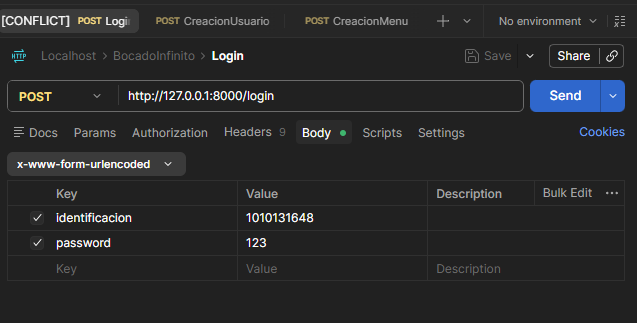 [CONFLICT] POST Login POST CreacionUsuario POST CreacionMenu No environment
HTTP Localhost > BocadoInfinito > Login Save Share
POST http://127.0.0.1:8000/login Send
Docs Params Authorization Headers 9 Body Scripts Settings Cookies
x-www-form-urlencoded
Key Value Description Bulk Edit
identificacion 1010131648
password 123
Key Value Description